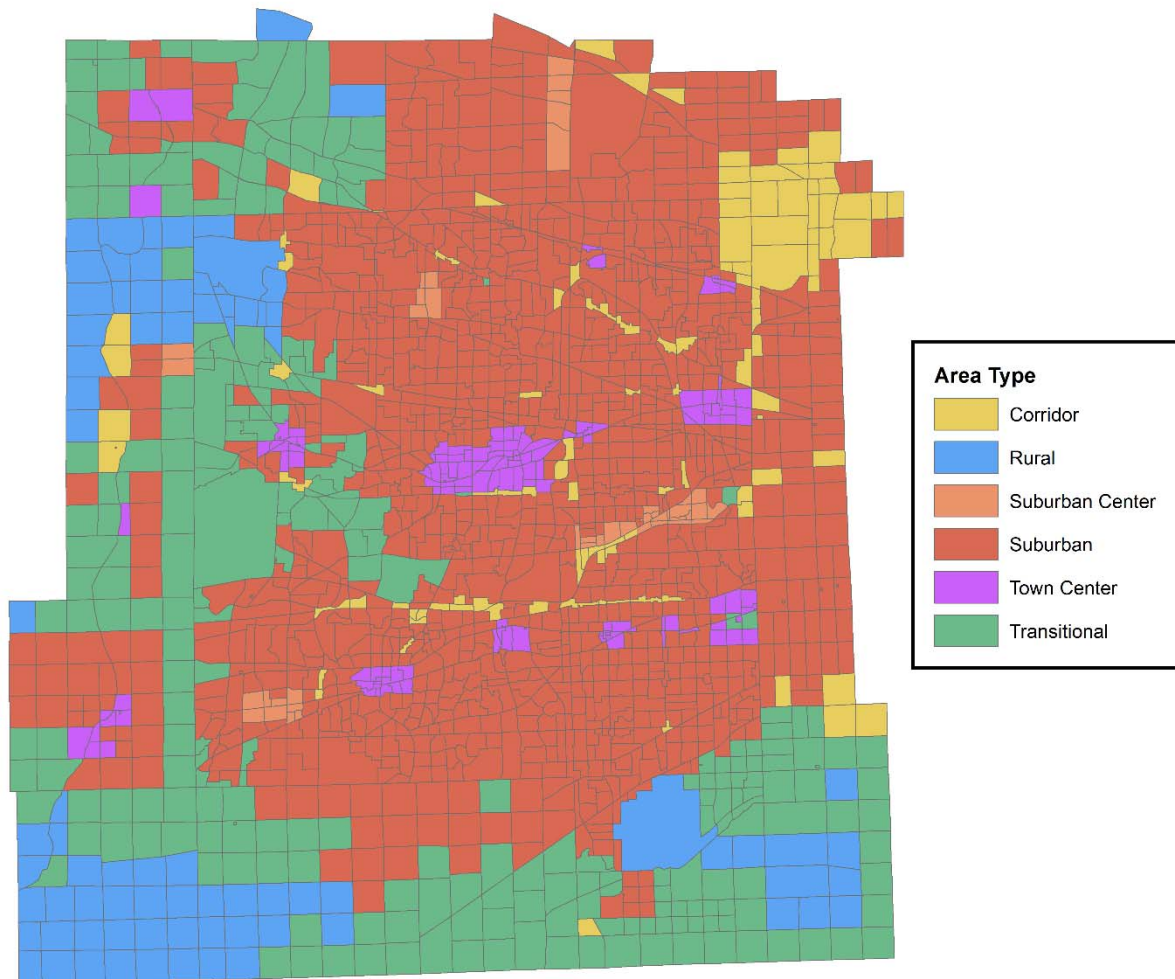 Area Type
Corridor
Rural
Suburban Center
Suburban
Town Center
Transitional